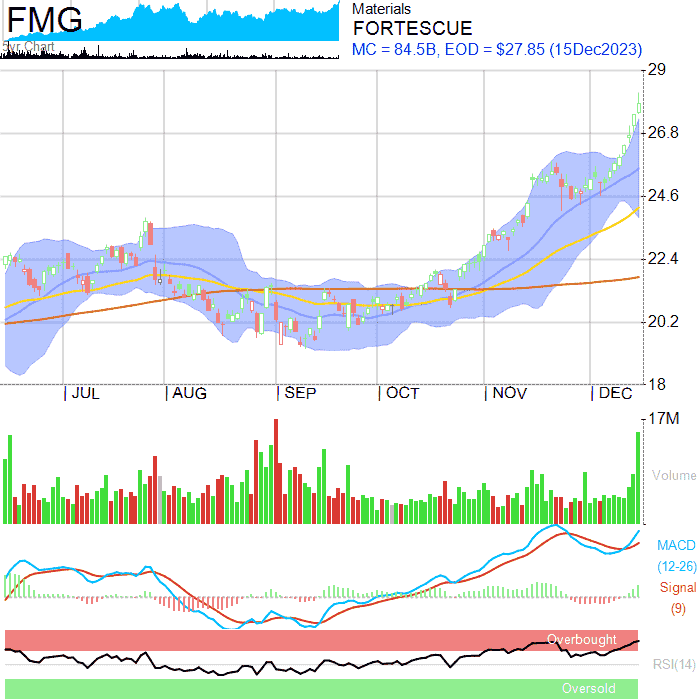 FMG
5yr Chart
Materials
FORTESCUE
MC = 84.5B, EOD = $27.85 (15Dec2023)
29
26.8
24.6
22.4
20.2
18
JUL AUG SEP OCT NOV DEC
17M
Volume
MACD
(12-26)
Signal
(9)
Overbought
RSI(14)
Oversold